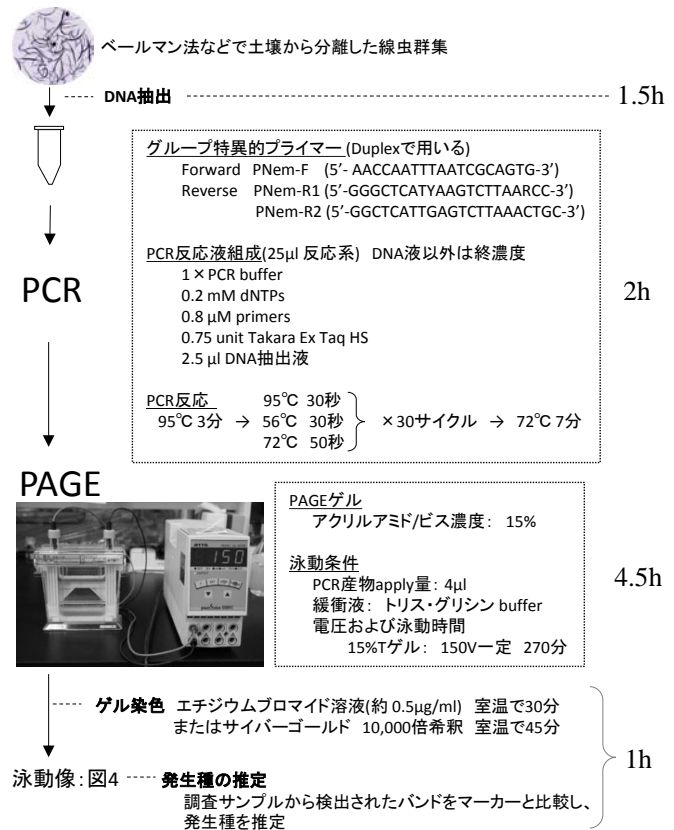 ベールマン法などで土壌から分離した線虫群集
DNA抽出 1.5h
グループ特異的プライマー(Duplexで用いる)
Forward PNem-F (5’- AACCAATTTAATCGCAGTG-3’)
Reverse PNem-R1 (5’-GGGCTCATYAAGTCTTAARCC-3’)
PNem-R2 (5’-GGCTCATTGAGTCTTAAACTGC-3’)
PCR反応液組成(25µl 反応系) DNA液以外は終濃度
1×PCR buffer
0.2 mM dNTPs
0.8 µM primers
0.75 unit Takara Ex Taq HS
2.5 µl DNA抽出液
PCR
2h
PCR反応
95℃ 3分 →
95℃ 30秒
56℃ 30秒
72℃ 50秒
×30サイクル → 72℃ 7分
PAGE
150
PAGEゲル
アクリルアミド/ビス濃度: 15%
泳動条件
PCR産物apply量: 4µl
緩衝液: トリス・グリシン buffer
電圧および泳動時間
15%Tゲル: 150V一定 270分
4.5h
ゲル染色 エチジウムブロマイド溶液(約 0.5µg/ml) 室温で30分
またはサイバーゴールド 10,000倍希釈 室温で45分
1h
泳動像:図4
発生種の推定
調査サンプルから検出されたバンドをマーカーと比較し、
発生種を推定